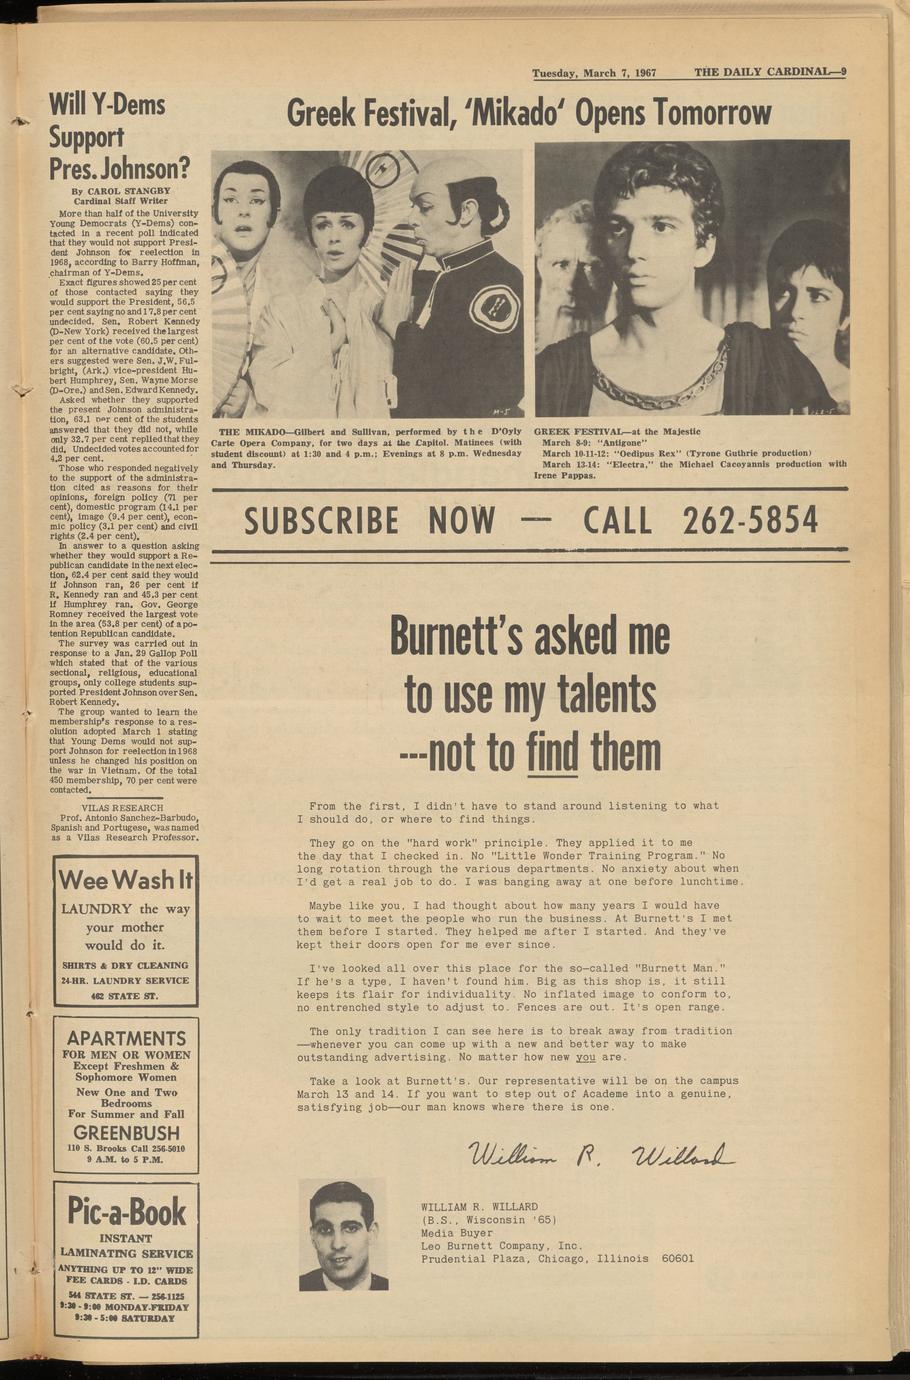 Tuesday, March 7, 1967 THE DAILY CARDINAL—9
Will Y-Dems
Support
Pres. Johnson?
By CAROL STANGBY
Cardinal Staff Writer
More than half of the University
Young Democrats (Y-Dems) con-
tacted in a recent poll indicated
that they would not support Presi-
dent Johnson for reelection in
1968, according to Barry Hoffman,
chairman of Y-Dems.
Exact figures showed 25 per cent
of those contacted saying they
would support the President, 56.5
per cent saying no and 17.8 per cent
undecided. Sen. Robert Kennedy
(D-New York) received the largest
per cent of the vote (60.5 per cent)
for an alternative candidate. Oth-
ers suggested were Sen. J.W. Ful-
bright, (Ark.) vice-president Hu-
bert Humphrey, Sen. Wayne Morse
(D-Ore.) and Sen. Edward Kennedy.
Asked whether they supported
the present Johnson administra-
tion, 63.1 per cent of the students
answered that they did not, while
only 32.7 per cent replied that they
did. Undecided votes accounted for
4.2 per cent.
Those who responded negatively
to the support of the administra-
tion cited as reasons for their
opinions, foreign policy (71 per
cent), domestic program (14.1 per
cent), image (9.4 per cent), econ-
mic policy (3.1 per cent) and civil
rights (2.4 per cent).
In answer to a question asking
whether they would support a Re-
publican candidate in the next elec-
tion, 62.4 per cent said they would
if Johnson ran, 26 per cent if
R. Kennedy ran and 45.3 per cent
if Humphrey ran. Gov. George
Romney received the largest vote
in the area (53.8 per cent) of a po-
tention Republican candidate.
The survey was carried out in
response to a Jan. 29 Gallop Poll
which stated that of the various
sectional, religious, educational
groups, only college students sup-
ported President Johnson over Sen.
Robert Kennedy.
The group wanted to learn the
membership's response to a res-
olution adopted March 1 stating
that Young Dems would not sup-
port Johnson for reelection in 1968
unless he changed his position on
the war in Vietnam. Of the total
450 membership, 70 per cent were
contacted.
VILAS RESEARCH
Prof. Antonio Sanchez-Barbudo,
Spanish and Portugese, was named
as a Vilas Research Professor.
Wee Wash It
LAUNDRY the way
your mother
would do it.
SHIRTS & DRY CLEANING
24-HR. LAUNDRY SERVICE
462 STATE ST.
APARTMENTS
FOR MEN OR WOMEN
Except Freshmen &
Sophomore Women
New One and Two
Bedrooms
For Summer and Fall
GREENBUSH
110 S. Brooks Call 256-5010
9 A.M. to 5 P.M.
Pic-a-Book
INSTANT
LAMINATING SERVICE
ANYTHING UP TO 12" WIDE
FEE CARDS - I.D. CARDS
544 STATE ST. — 256-1125
9:30 - 9:00 MONDAY-FRIDAY
9:30 - 5:00 SATURDAY
Greek Festival, 'Mikado' Opens Tomorrow
M-5
THE MIKADO—Gilbert and Sullivan, performed by the D'Oyly
Carte Opera Company, for two days at the Capitol. Matinees (with
student discount) at 1:30 and 4 p.m.; Evenings at 8 p.m. Wednesday
and Thursday.
GREEK FESTIVAL—at the Majestic
March 8-9: "Antigone"
March 10-11-12: "Oedipus Rex" (Tyrone Guthrie production)
March 13-14: "Electra," the Michael Cacoyannis production with
Irene Pappas.
SUBSCRIBE NOW — CALL 262-5854
Burnett's asked me
to use my talents
---not to find them
From the first, I didn't have to stand around listening to what
I should do, or where to find things.
They go on the "hard work" principle. They applied it to me
the day that I checked in. No "Little Wonder Training Program." No
long rotation through the various departments. No anxiety about when
I'd get a real job to do. I was banging away at one before lunchtime.
Maybe like you, I had thought about how many years I would have
to wait to meet the people who run the business. At Burnett's I met
them before I started. They helped me after I started. And they've
kept their doors open for me ever since.
I've looked all over this place for the so—called "Burnett Man."
If he's a type, I haven't found him. Big as this shop is, it still
keeps its flair for individuality. No inflated image to conform to,
no entrenched style to adjust to. Fences are out. It's open range.
The only tradition I can see here is to break away from tradition
—whenever you can come up with a new and better way to make
outstanding advertising. No matter how new you are.
Take a look at Burnett's. Our representative will be on the campus
March 13 and 14. If you want to step out of Academe into a genuine,
satisfying job—our man knows where there is one.
William R. Willard
WILLIAM R. WILLARD
(B.S., Wisconsin '65)
Media Buyer
Leo Burnett Company, Inc.
Prudential Plaza, Chicago, Illinois 60601